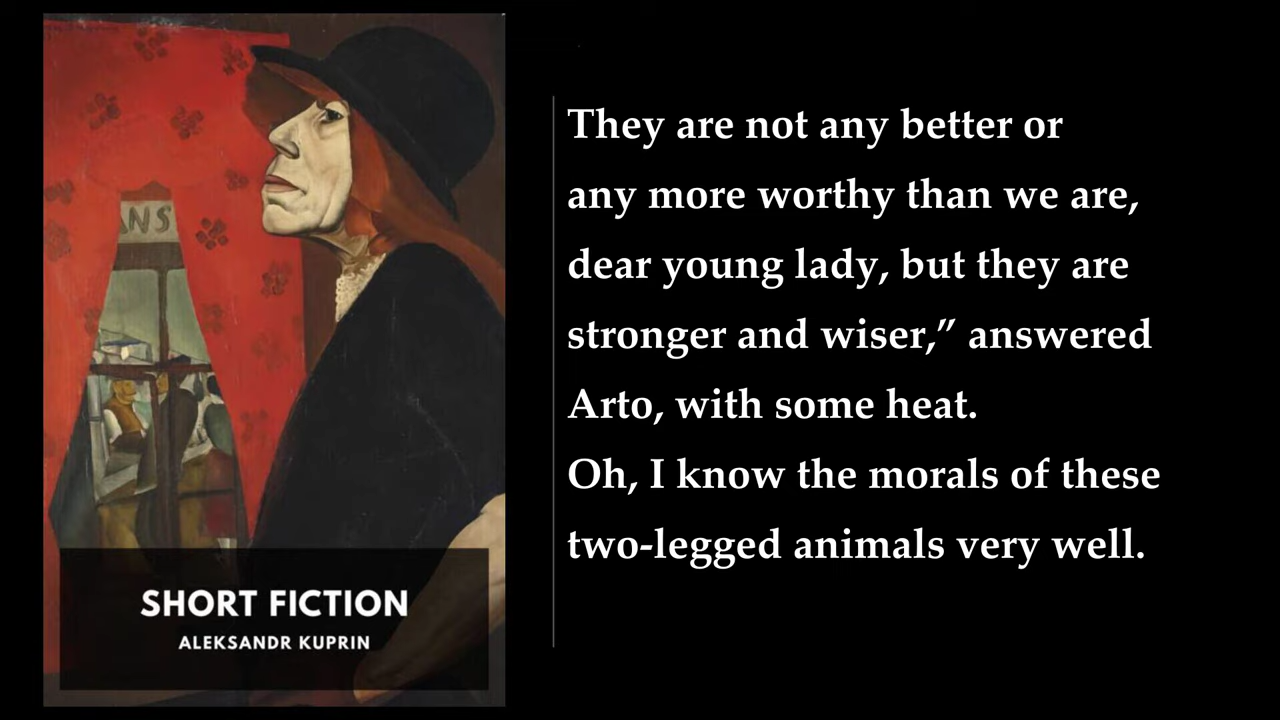 NS
SHORT FICTION
ALEKSANDR KUPRIN
They are not any better or
any more worthy than we are,
dear young lady, but they are
stronger and wiser,” answered
Arto, with some heat.
Oh, I know the morals of these
two-legged animals very well.